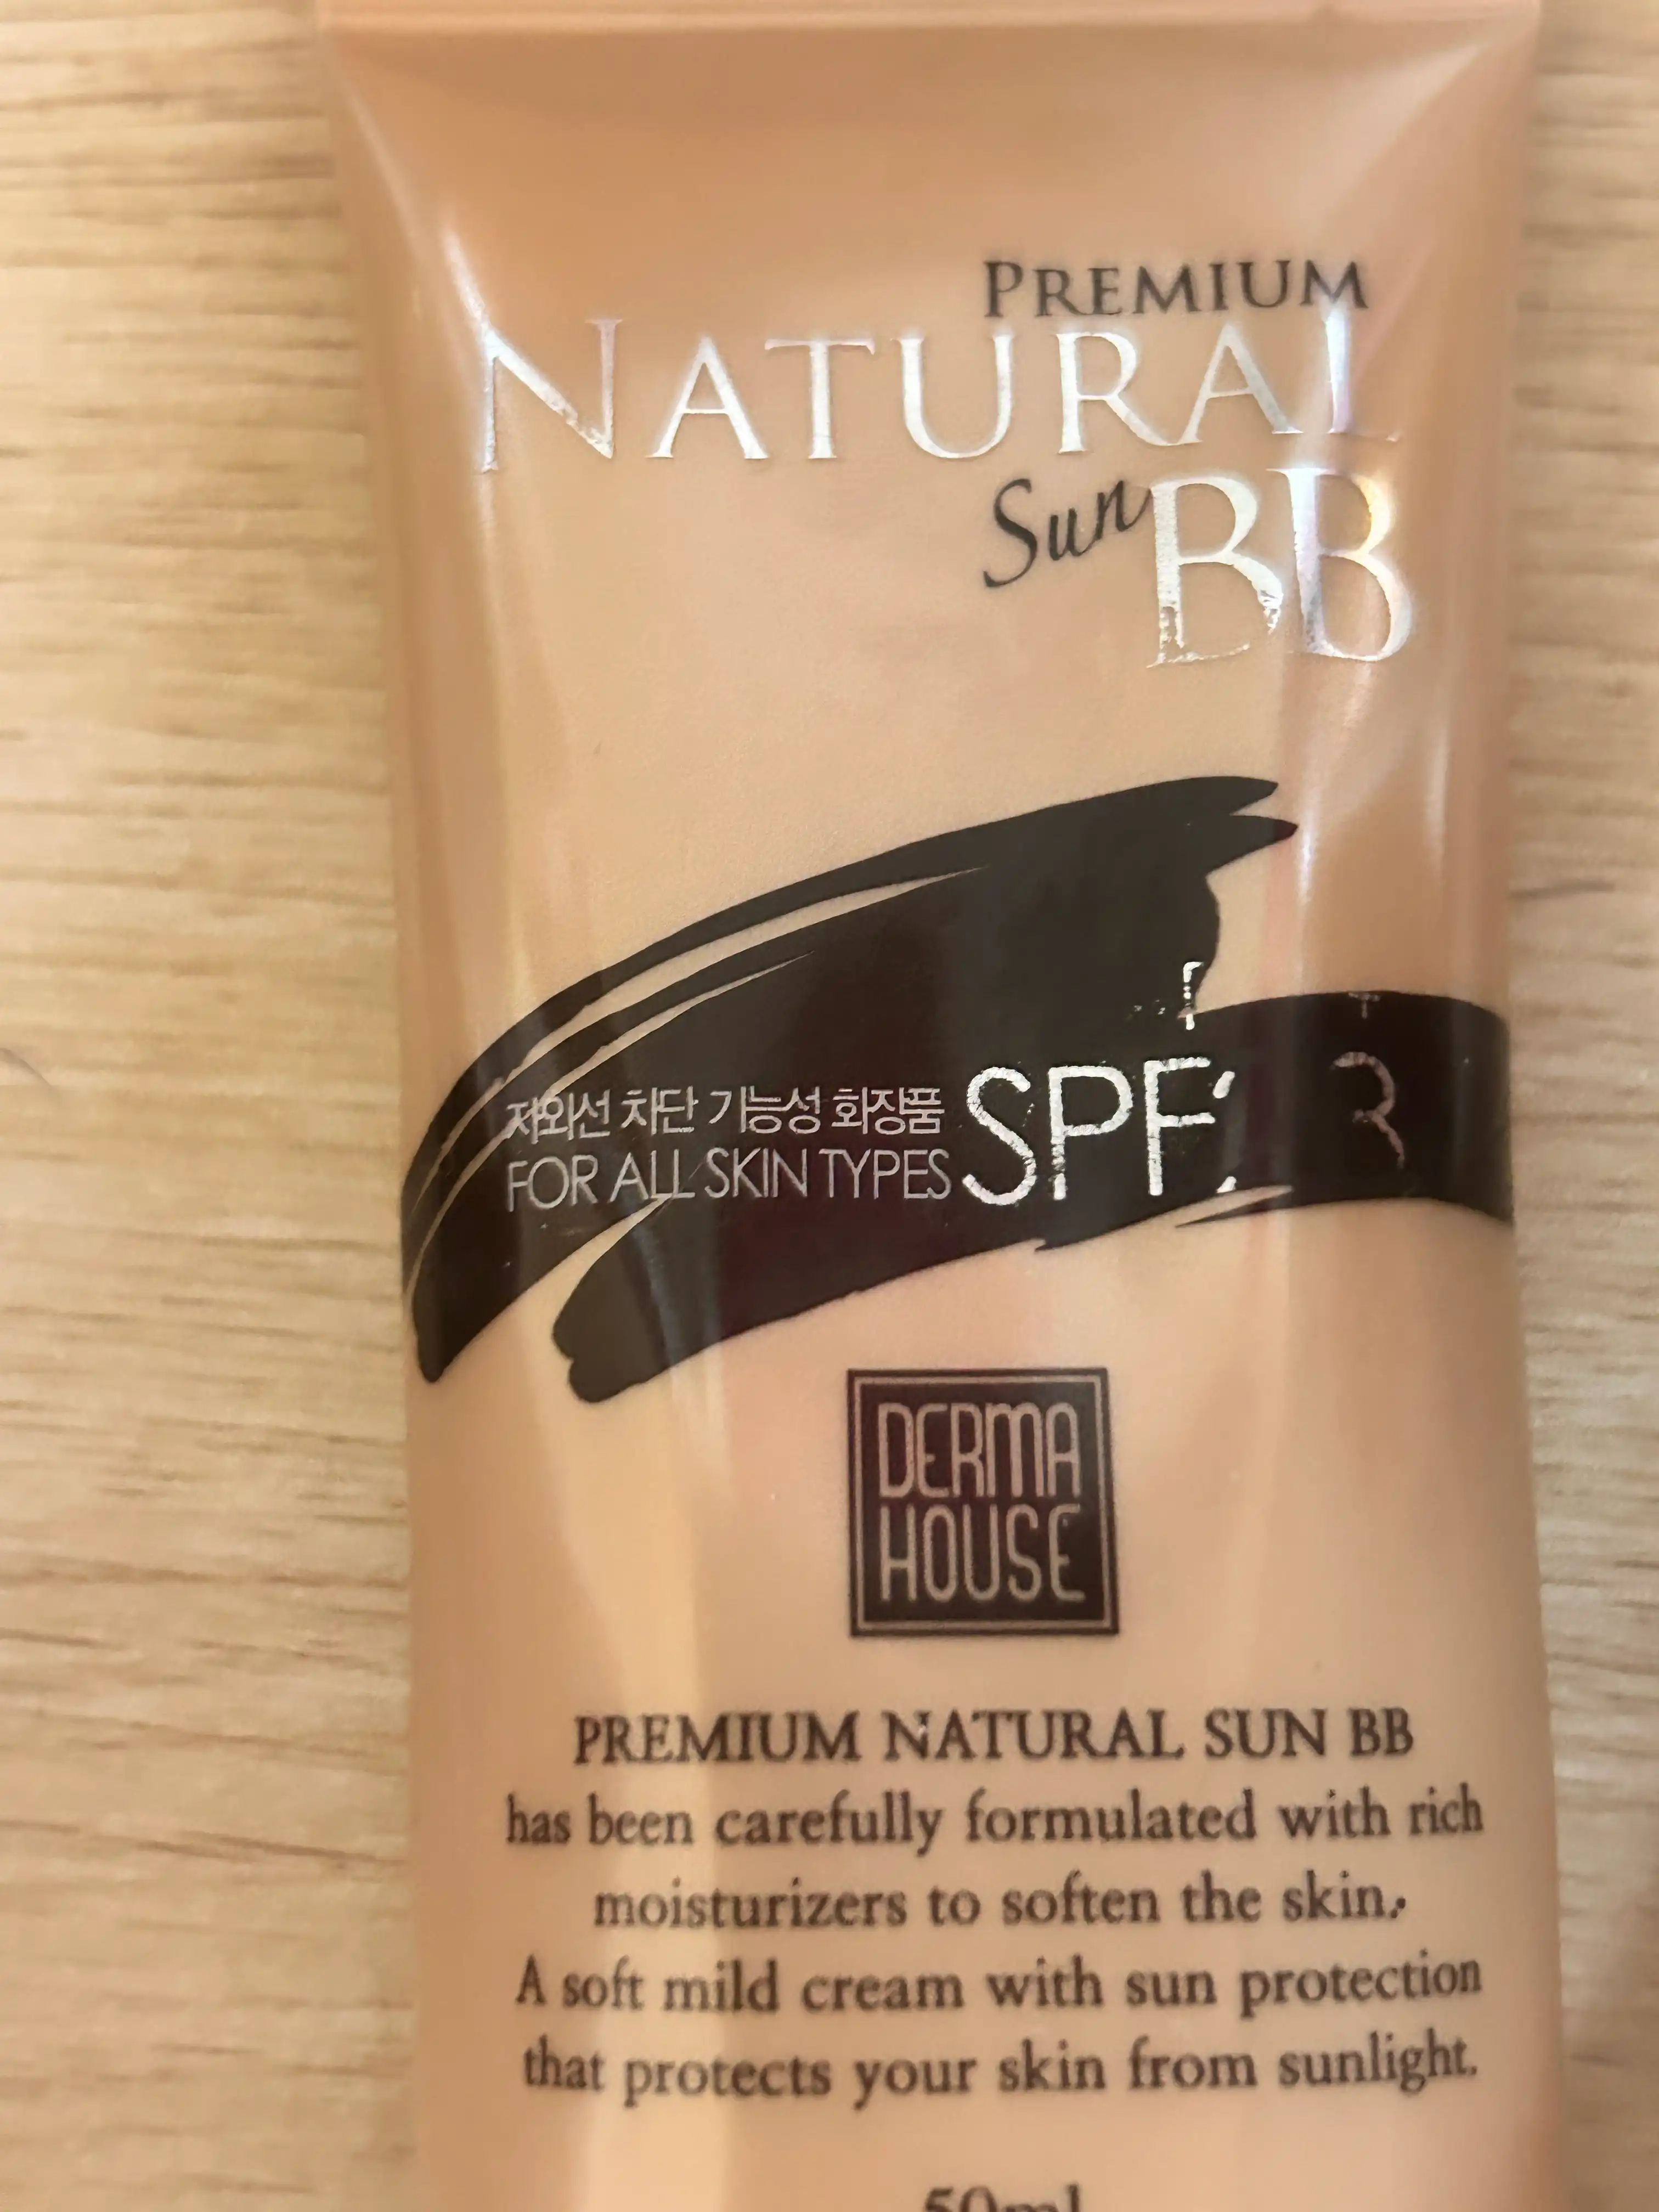 PREMIUM
NATURAL
Sun BB
자외선 차단 기능성 화장품
FOR ALL SKIN TYPES SPF
DERMA
HOUSE
PREMIUM NATURAL SUN BB
has been carefully formulated with rich
moisturizers to soften the skin.
A soft mild cream with sun protection
that protects your skin from sunlight.
50ml